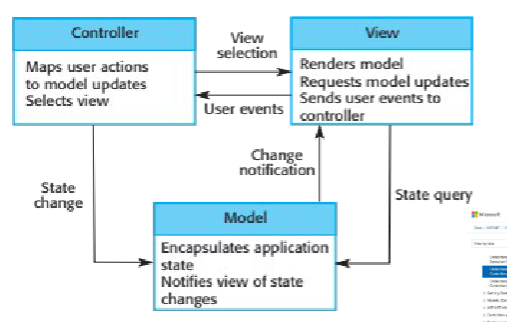 Controller
Maps user actions
to model updates
Selects view
View
selection
User events
View
Renders model
Requests model updates
Sends user events to
controller
State
change
Change
notification
State query
Model
Encapsulates application
state
Notifies view of state
changes
Microsoft